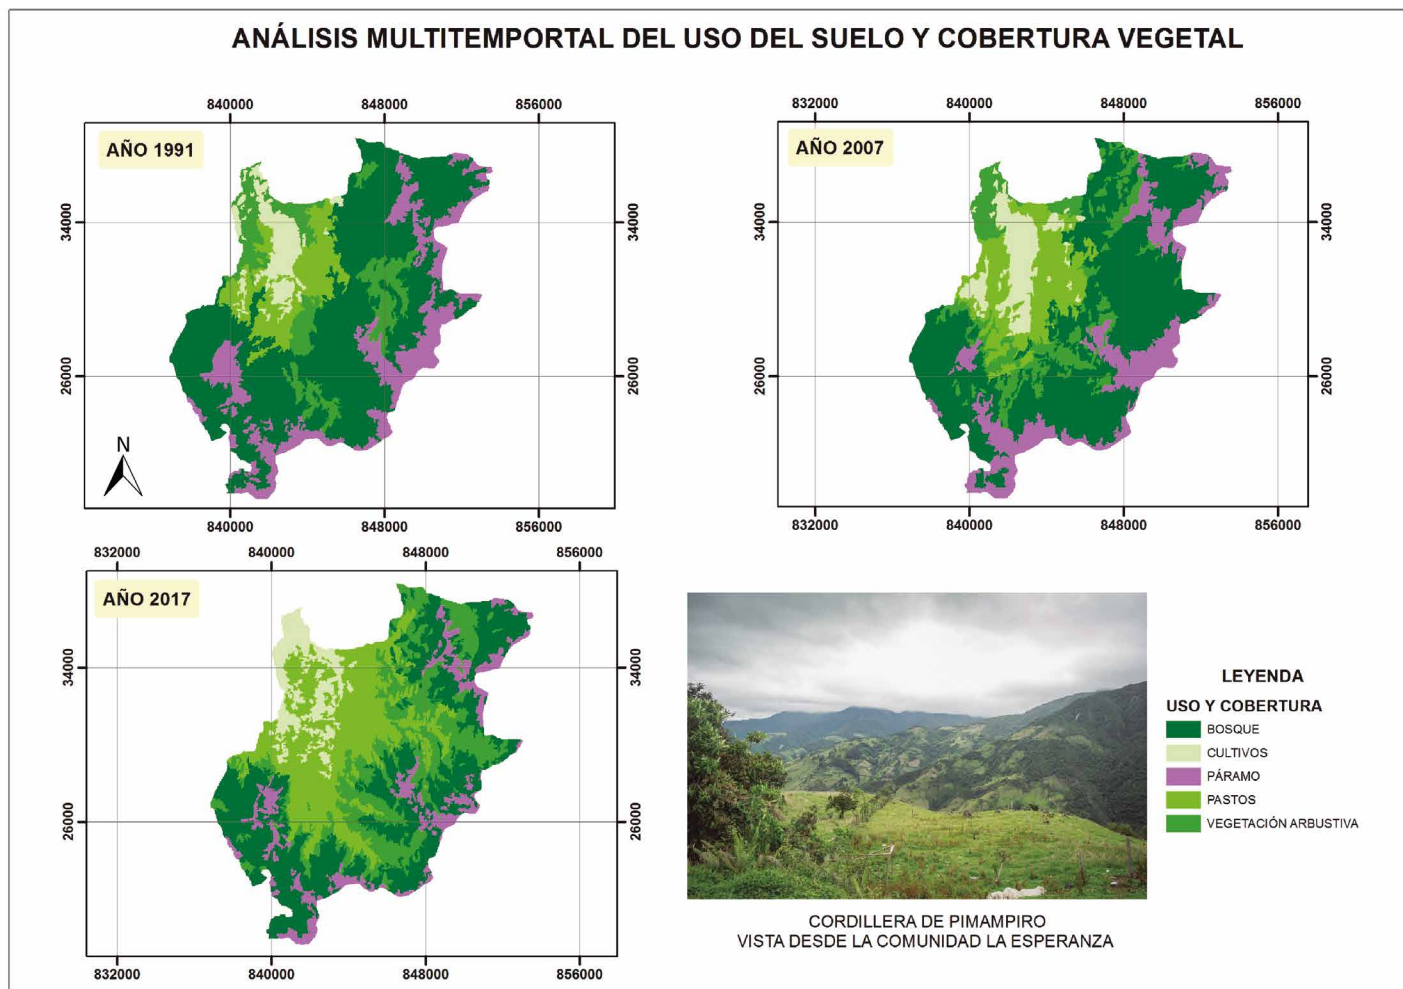 ANÁLISIS MULTITEMPORTAL DEL USO DEL SUELO Y COBERTURA VEGETAL
840000 848000 856000
AÑO 1991
34000 34000
26000 26000
N
840000 848000 856000
832000 840000 848000 856000
AÑO 2007
34000 34000
26000 26000
832000 840000 848000 856000
832000 840000 848000 856000
AÑO 2017
34000 34000
26000 26000
832000 840000 848000 856000
CORDILLERA DE PIMAMPIRO
VISTA DESDE LA COMUNIDAD LA ESPERANZA
LEYENDA
USO Y COBERTURA
BOSQUE
CULTIVOS
PÁRAMO
PASTOS
VEGETACIÓN ARBUSTIVA